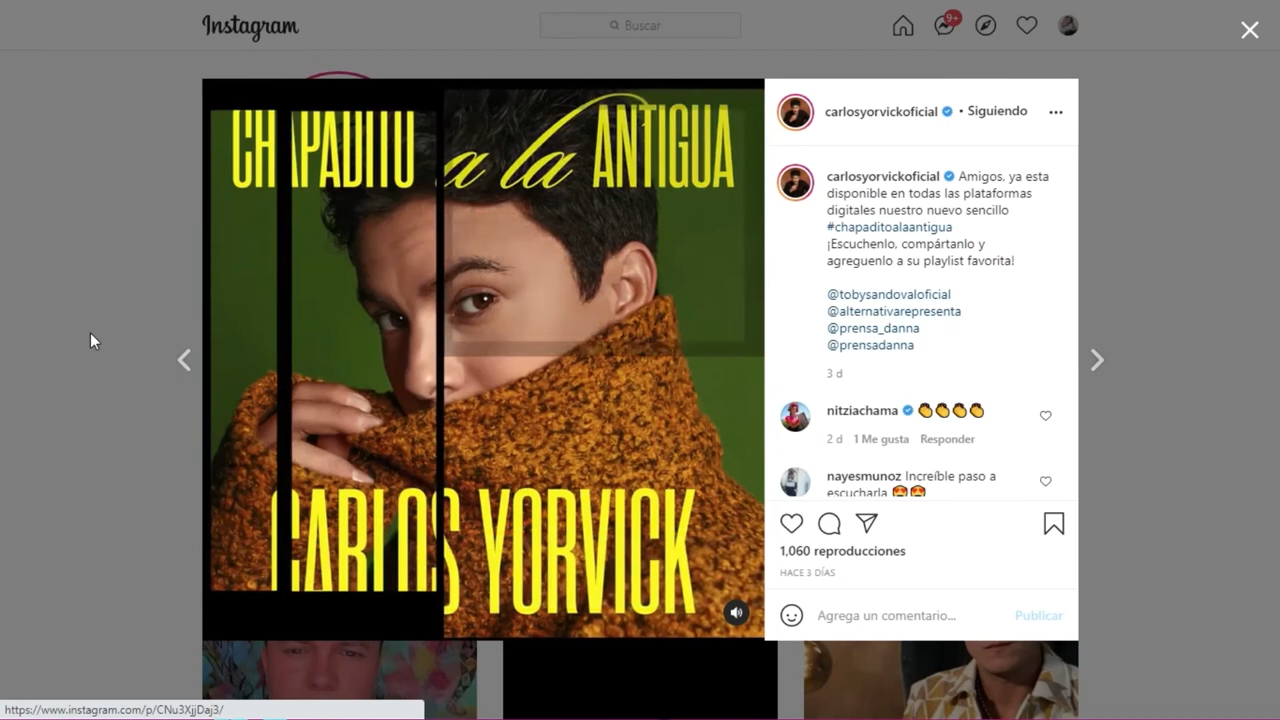 Instagram
Buscar
9+
CHAPADITO a la ANTIGUA
CARLOS YORVICK
carlosyorvickoficial • Siguiendo
carlosyorvickoficial Amigos, ya esta
disponible en todas las plataformas
digitales nuestro nuevo sencillo
#chapaditoalaantigua
¡Escuchenlo, compártanlo y
agreguenlo a su playlist favorita!
@tobysandovaloficial
@alternativarepresenta
@prensa_danna
@prensadanna
3 d
nitziachama 👏👏👏👏
2 d 1 Me gusta Responder
nayesmunoz Increíble paso a
escucharla 😍😍
1,060 reproducciones
HACE 3 DÍAS
Agrega un comentario... Publicar
https://www.instagram.com/p/CNu3XjjDaj3/